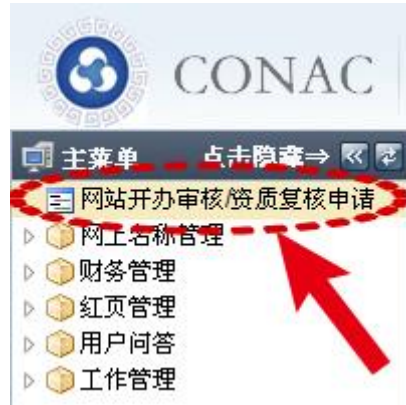 CONAC
主菜单 点击隐藏⇒
网站开办审核/资质复核申请
网上名称管理
财务管理
红页管理
用户问答
工作管理